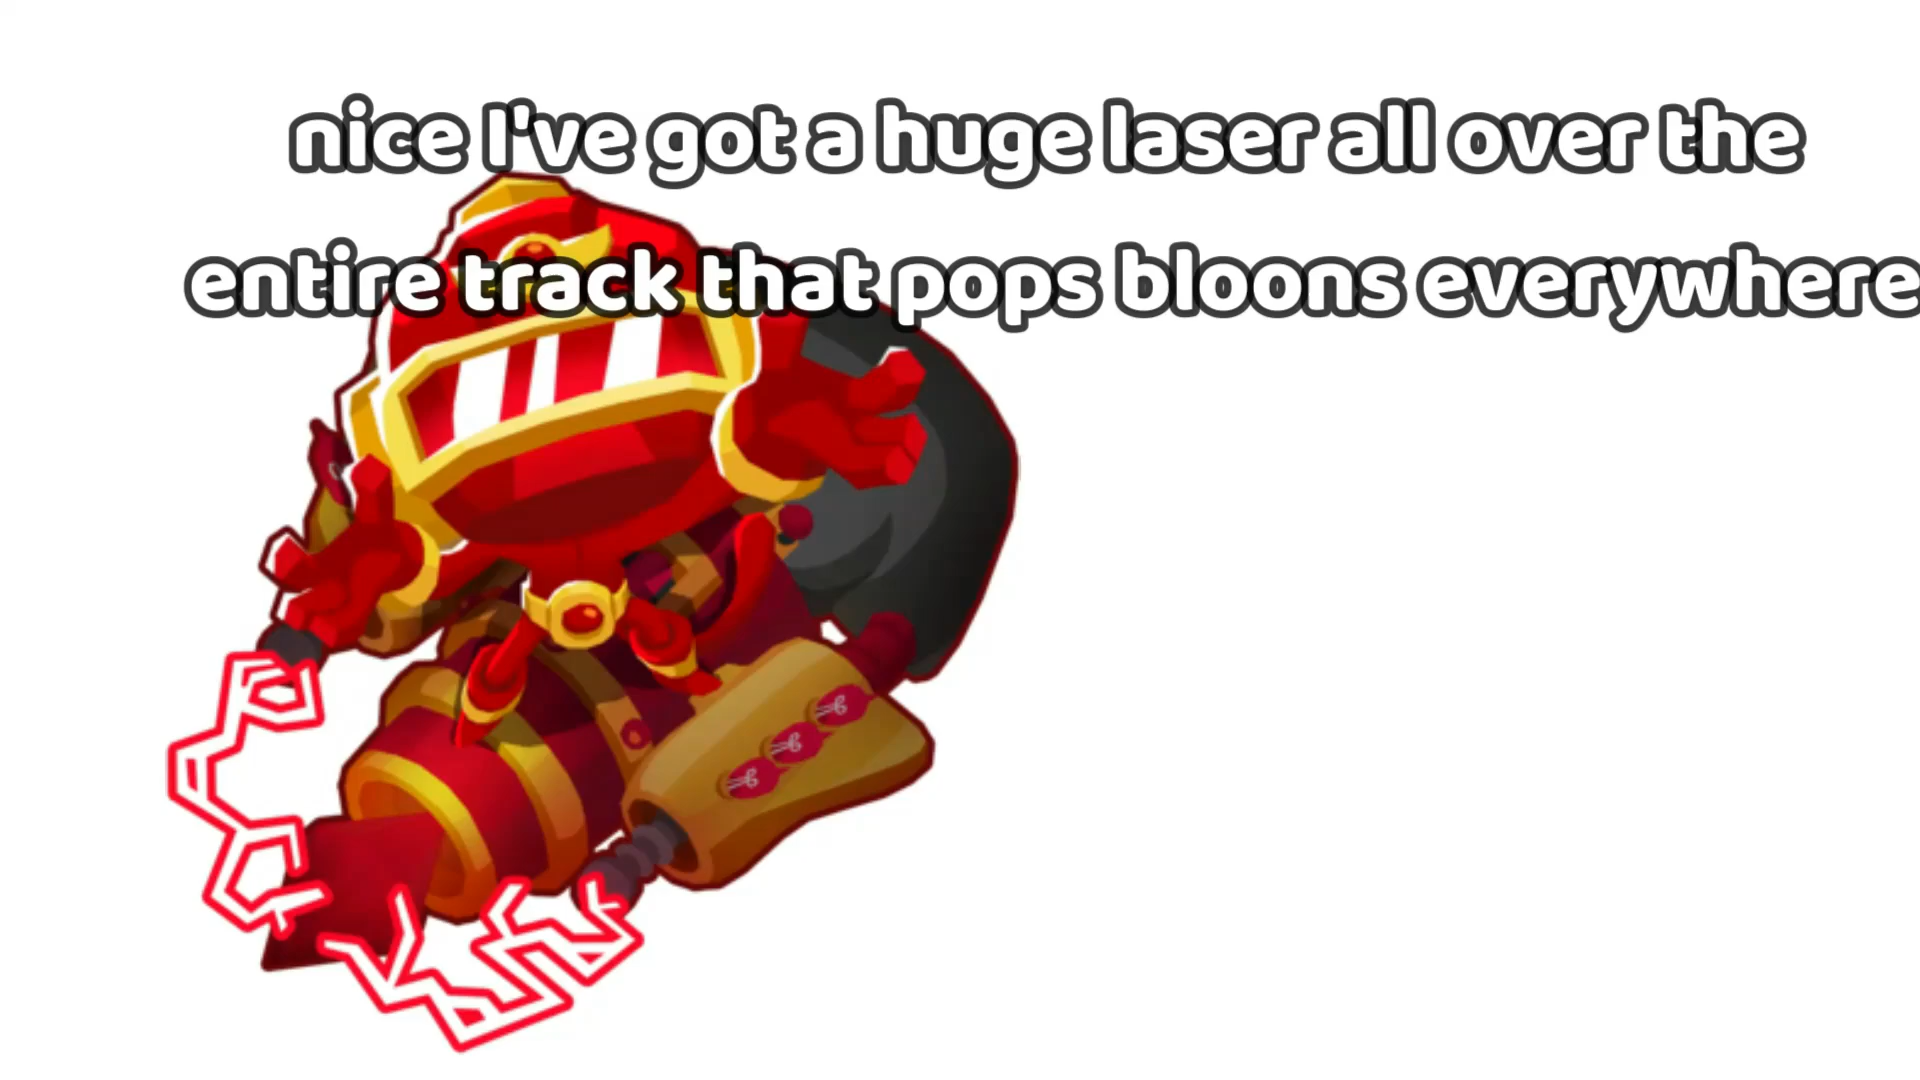 nice I've got a huge laser all over the
entire track that pops bloons everywhere